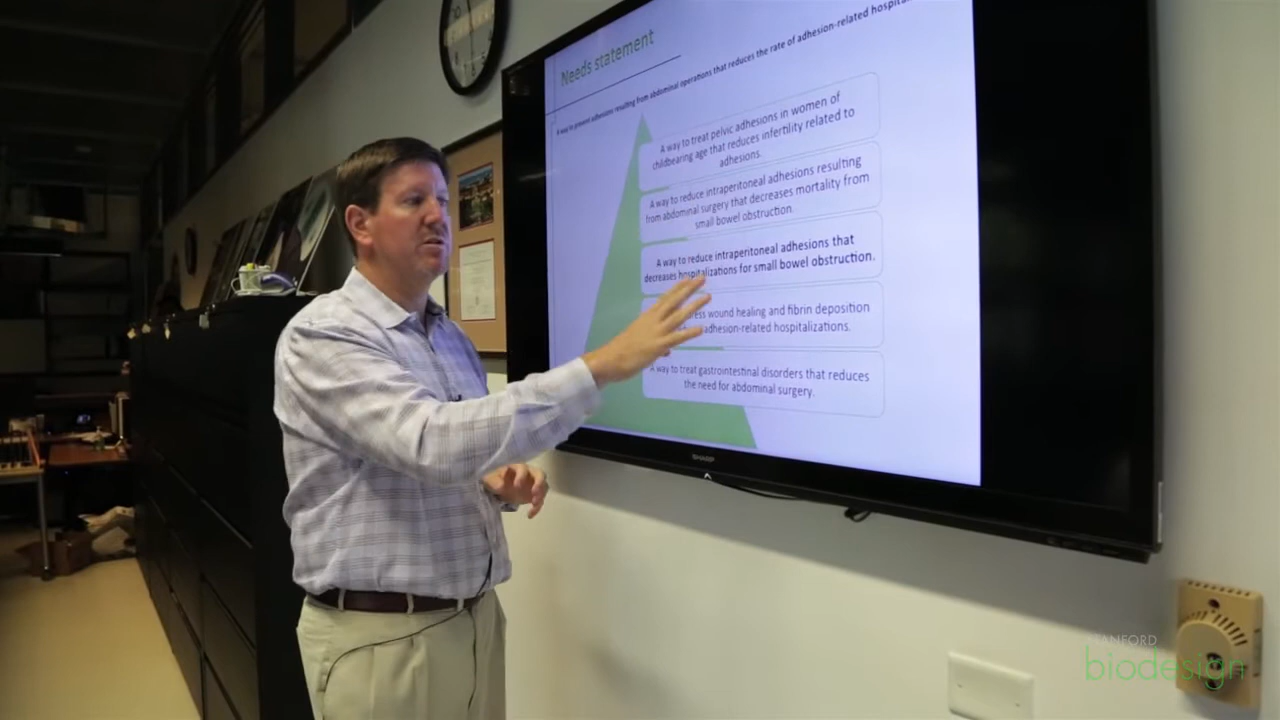 Needs statement
A way to prevent adhesions resulting from abdominal operations that reduces the rate of adhesion-related
A way to treat pelvic adhesions in women of
childbearing age that reduces infertility related to
adhesions.
A way to reduce intraperitoneal adhesions resulting
from abdominal surgery that decreases mortality from
small bowel obstruction.
A way to reduce intraperitoneal adhesions that
decreases hospitalizations for small bowel obstruction.
wound healing and fibrin deposition
adhesion-related hospitalizations.
A way to treat gastrointestinal disorders that reduces
the need for abdominal surgery.
SHARP
STANFORD
biodesign